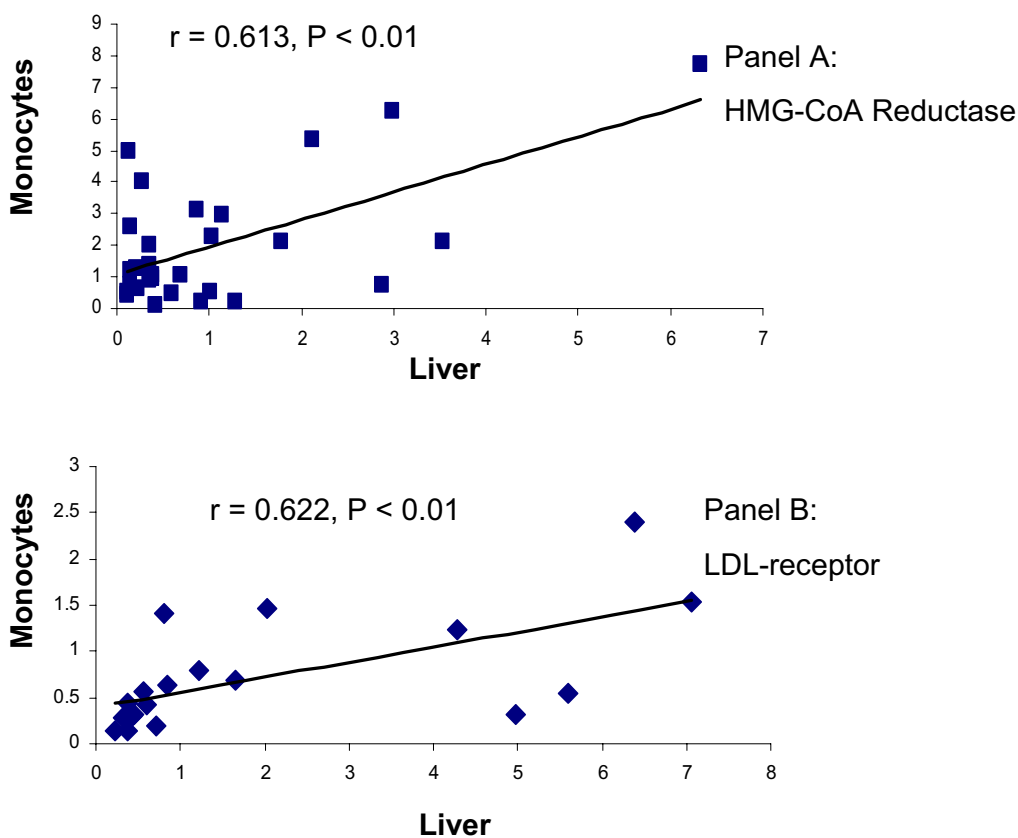 r = 0.613, P < 0.01
Panel A:
HMG-CoA Reductase
Monocytes
9
8
7
6
5
4
3
2
1
0
0 1 2 3 4 5 6 7
Liver
r = 0.622, P < 0.01
Panel B:
LDL-receptor
Monocytes
3
2.5
2
1.5
1
0.5
0
0 1 2 3 4 5 6 7 8
Liver